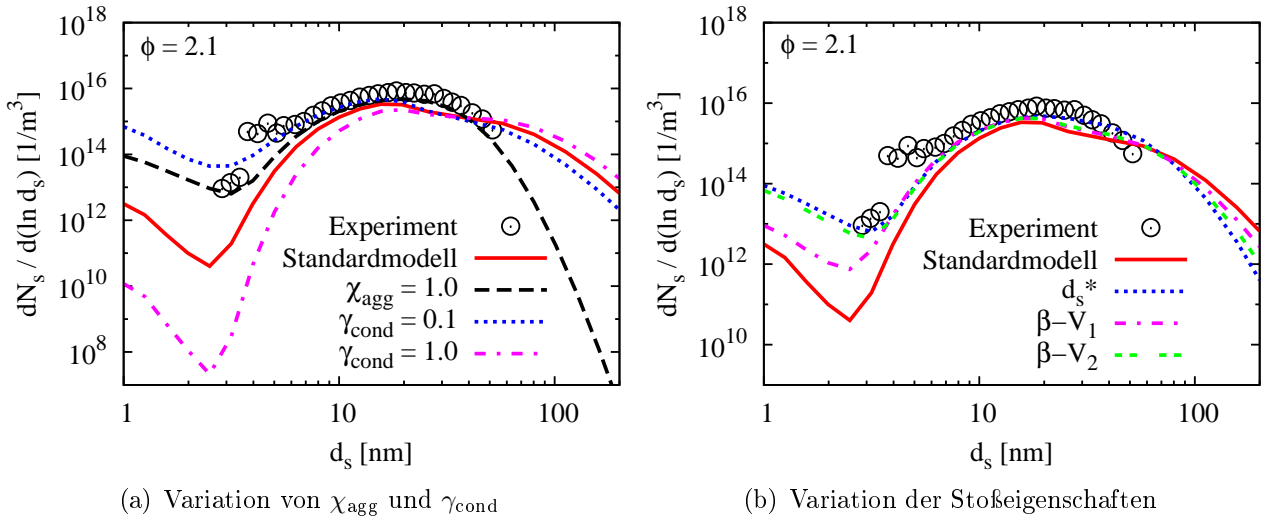 10^18
10^16
10^14
10^12
10^10
10^8
dN_s / d(ln d_s) [1/m^3]
ϕ = 2.1
Experiment
Standardmodell
χ_agg = 1.0
γ_cond = 0.1
γ_cond = 1.0
1
10
100
d_s [nm]
(a) Variation von χ_agg und γ_cond
10^18
10^16
10^14
10^12
10^10
dN_s / d(ln d_s) [1/m^3]
ϕ = 2.1
Experiment
Standardmodell
d_s*
β−V_1
β−V_2
1
10
100
d_s [nm]
(b) Variation der Stoßeigenschaften